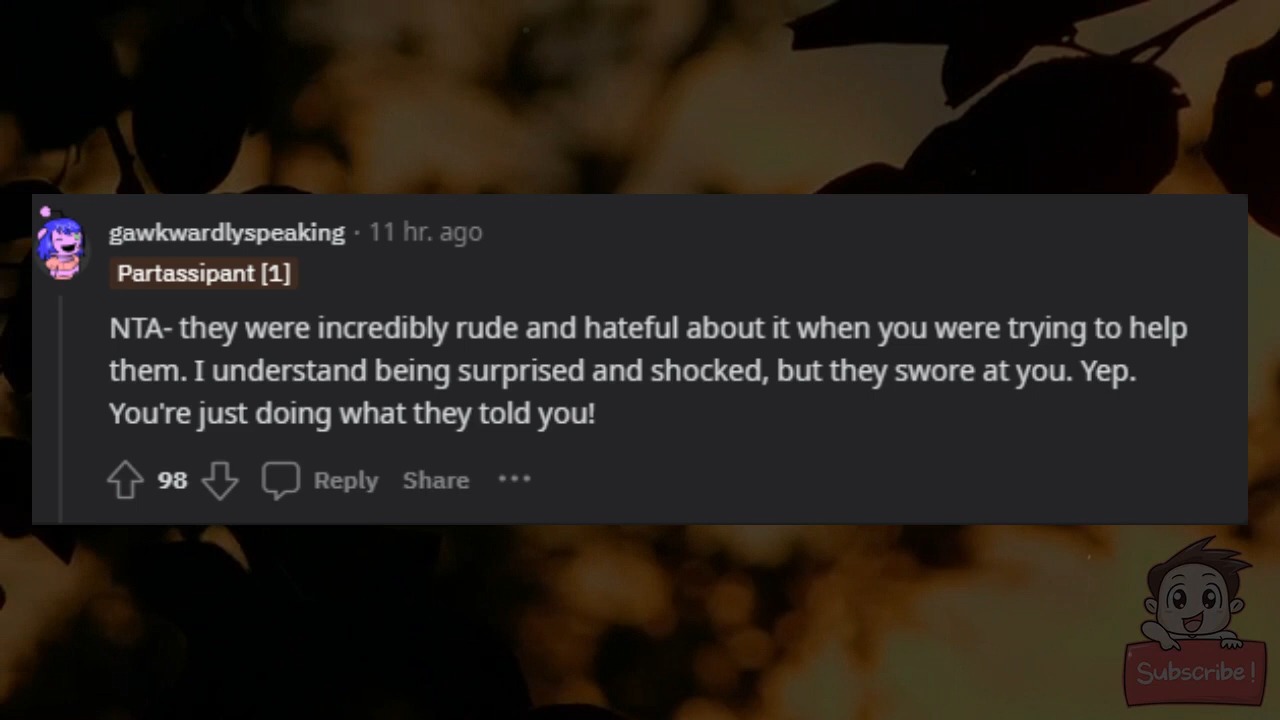 gawkwardlyspeaking · 11 hr. ago
Partassipant [1]
NTA- they were incredibly rude and hateful about it when you were trying to help
them. I understand being surprised and shocked, but they swore at you. Yep.
You're just doing what they told you!
98 Reply Share ···
Subscribe!